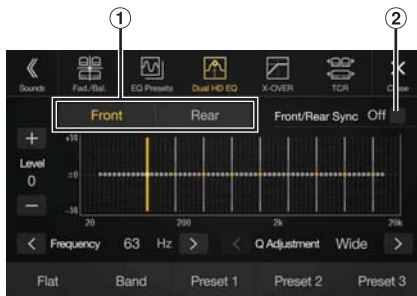 1 2
Sounds Fad./Bal. EQ Presets Dual HD EQ X-OVER TCR Close
Front Rear Front/Rear Sync Off
+ +14
Level ±0
0
− -14
20 200 2k 20k
< Frequency 63 Hz > < Q Adjustment Wide >
Flat Band Preset 1 Preset 2 Preset 3